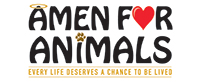 AMEN FOR
ANIMALS
EVERY LIFE DESERVES A CHANCE TO BE LIVED